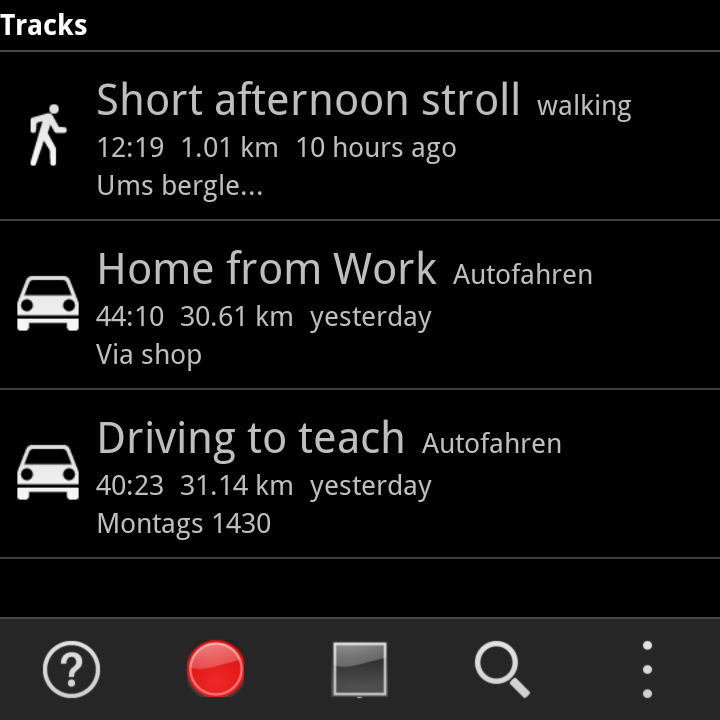 Tracks
Short afternoon stroll walking
12:19 1.01 km 10 hours ago
Ums bergle...
Home from Work Autofahren
44:10 30.61 km yesterday
Via shop
Driving to teach Autofahren
40:23 31.14 km yesterday
Montags 1430
?